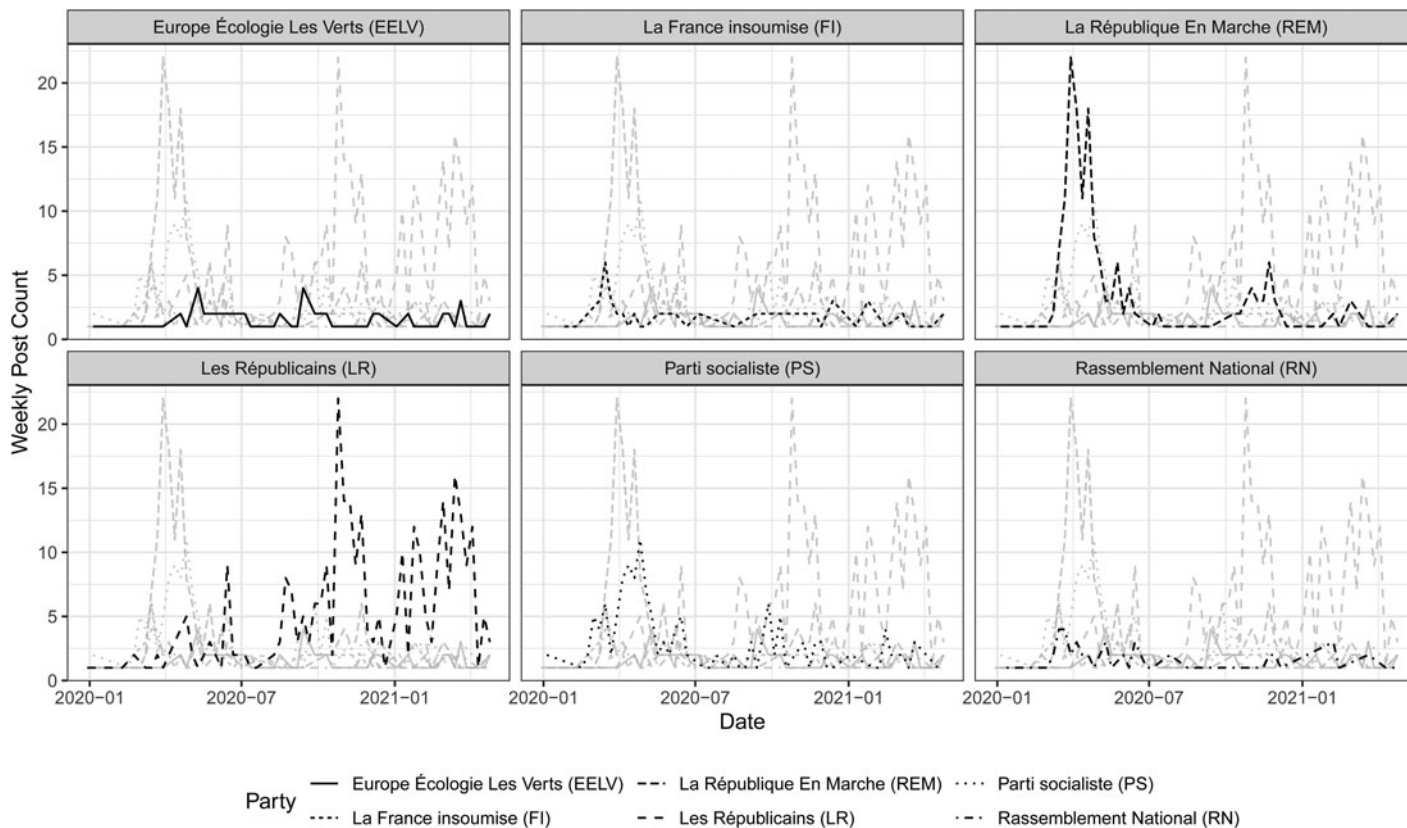 Europe Écologie Les Verts (EELV)
La France insoumise (FI)
La République En Marche (REM)
20
15
10
5
0
Les Républicains (LR)
Parti socialiste (PS)
Rassemblement National (RN)
Weekly Post Count
20
15
10
5
0
2020−01
2020−07
2021−01
2020−01
2020−07
2021−01
2020−01
2020−07
2021−01
Date
Party
Europe Écologie Les Verts (EELV)
La République En Marche (REM)
Parti socialiste (PS)
La France insoumise (FI)
Les Républicains (LR)
Rassemblement National (RN)